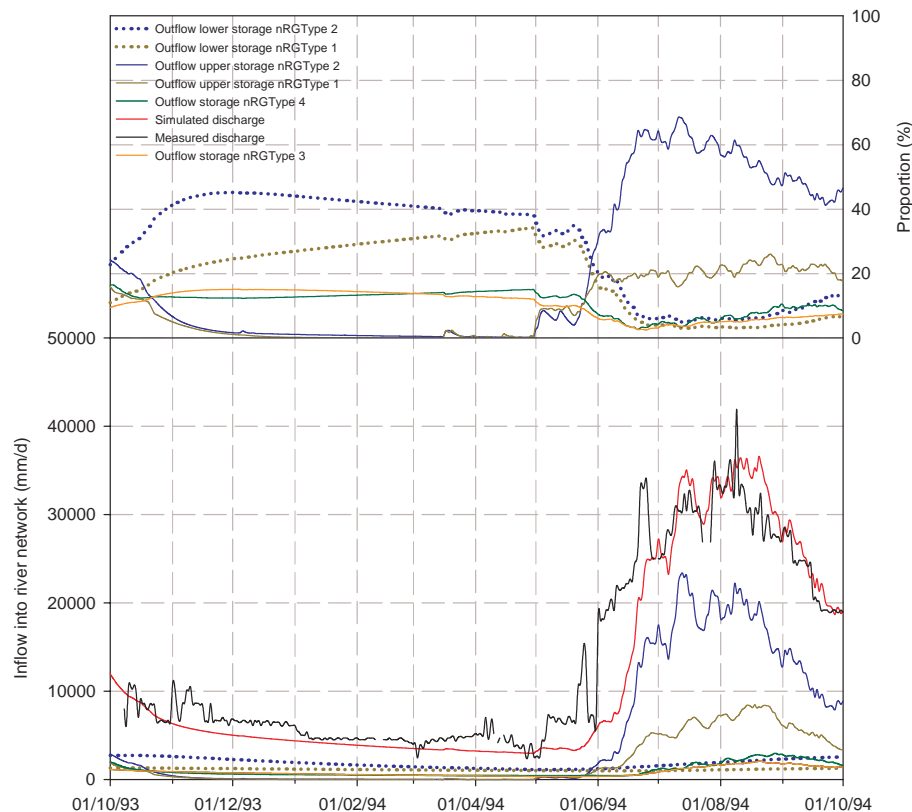 100
Outflow lower storage nRGType 2
Outflow lower storage nRGType 1
Outflow upper storage nRGType 2
Outflow upper storage nRGType 1
Outflow storage nRGType 4
Simulated discharge
Measured discharge
Outflow storage nRGType 3
80
60
40
20
0
Proportion (%)
50000
40000
30000
20000
10000
0
Inflow into river network (mm/d)
01/10/93 01/12/93 01/02/94 01/04/94 01/06/94 01/08/94 01/10/94